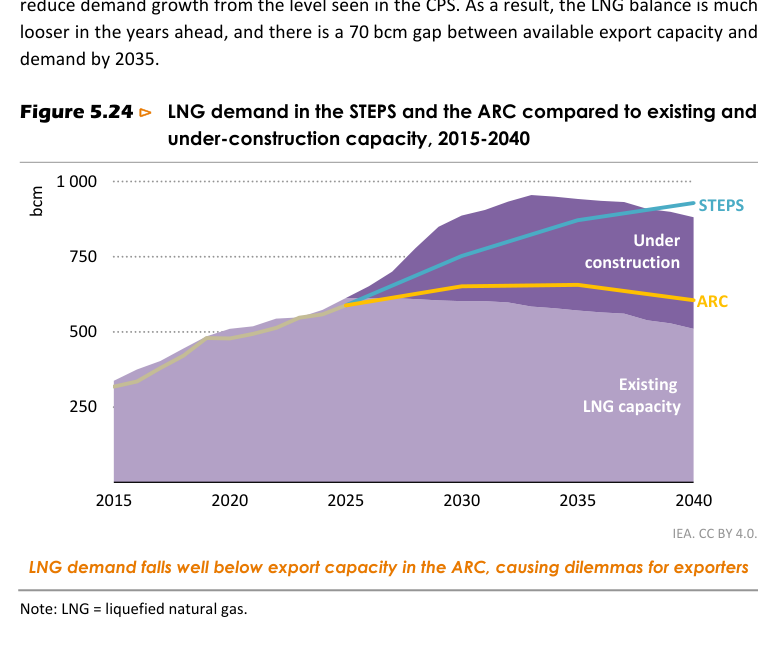 reduce demand growth from the level seen in the CPS. As a result, the LNG balance is much
looser in the years ahead, and there is a 70 bcm gap between available export capacity and
demand by 2035.
Figure 5.24 ⊳ LNG demand in the STEPS and the ARC compared to existing and
under-construction capacity, 2015-2040
bcm
1 000
750
500
250
STEPS
Under
construction
ARC
Existing
LNG capacity
2015 2020 2025 2030 2035 2040
IEA. CC BY 4.0.
LNG demand falls well below export capacity in the ARC, causing dilemmas for exporters
Note: LNG = liquefied natural gas.